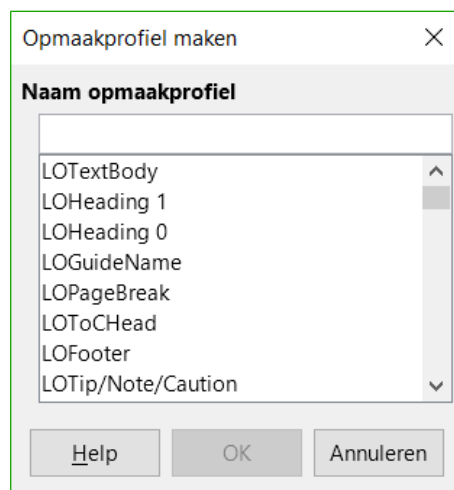 Opmaakprofiel maken
Naam opmaakprofiel
LOTextBody
LOHeading 1
LOHeading 0
LOGuideName
LOPageBreak
LOToCHead
LOFooter
LOTip/Note/Caution
Help OK Annuleren